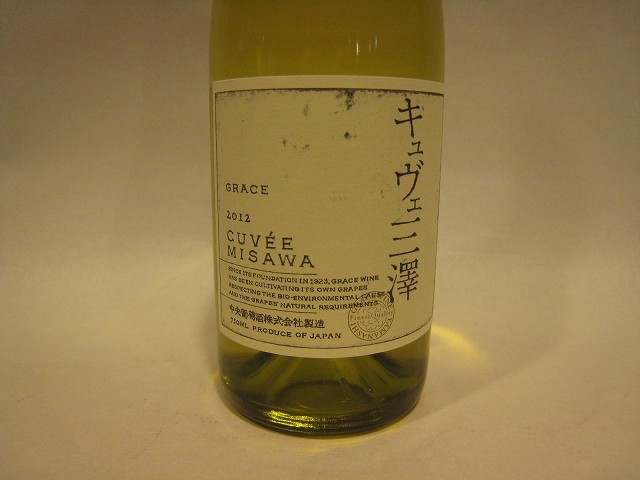 キュヴェ三澤
GRACE
2012
CUVÉE
MISAWA
SINCE ITS FOUNDATION IN 1923, GRACE WINE
HAS BEEN CULTIVATING ITS OWN GRAPES
RESPECTING THE BIO-ENVIRONMENTAL CAUSE
AND THE GRAPES' NATURAL REQUIREMENTS.
中央葡萄酒株式会社製造
750ML PRODUCE OF JAPAN
YAMANASHI